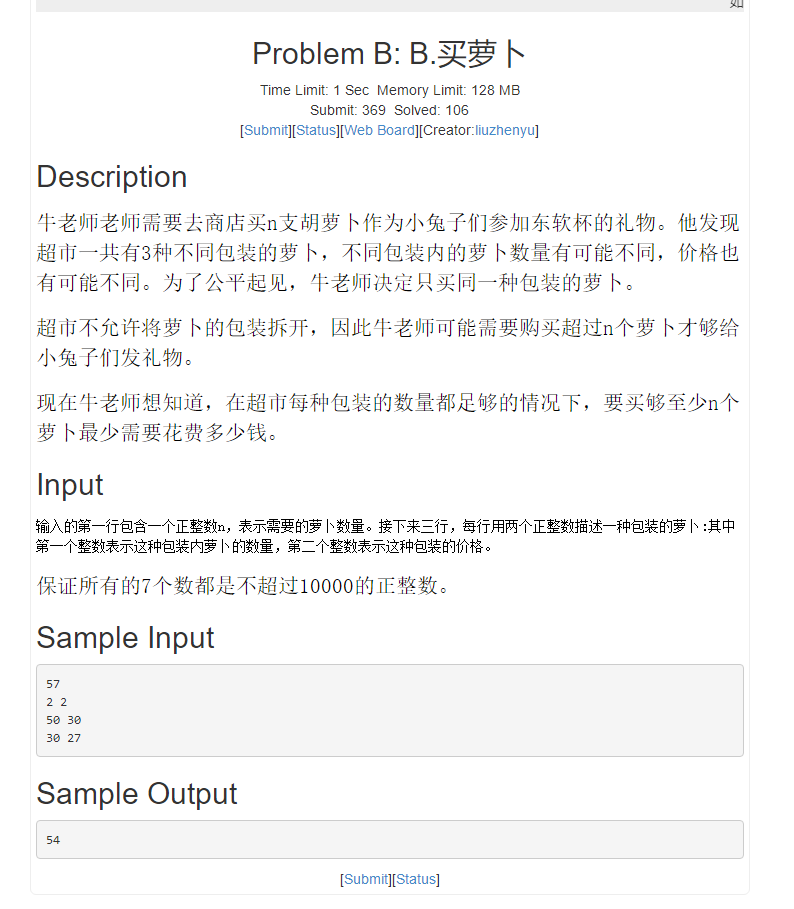 Problem B: B.买萝卜
Time Limit: 1 Sec  Memory Limit: 128 MB
Submit: 369  Solved: 106
[Submit][Status][Web Board][Creator:liuzhenyu]
Description
牛老师老师需要去商店买n支胡萝卜作为小兔子们参加东软杯的礼物。他发现
超市一共有3种不同包装的萝卜，不同包装内的萝卜数量有可能不同，价格也
有可能不同。为了公平起见，牛老师决定只买同一种包装的萝卜。
超市不允许将萝卜的包装拆开，因此牛老师可能需要购买超过n个萝卜才够给
小兔子们发礼物。
现在牛老师想知道，在超市每种包装的数量都足够的情况下，要买够至少n个
萝卜最少需要花费多少钱。
Input
输入的第一行包含一个正整数n，表示需要的萝卜数量。接下来三行，每行用两个正整数描述一种包装的萝卜:其中
第一个整数表示这种包装内萝卜的数量，第二个整数表示这种包装的价格。
保证所有的7个数都是不超过10000的正整数。
Sample Input
57
2 2
50 30
30 27
Sample Output
54
[Submit][Status]